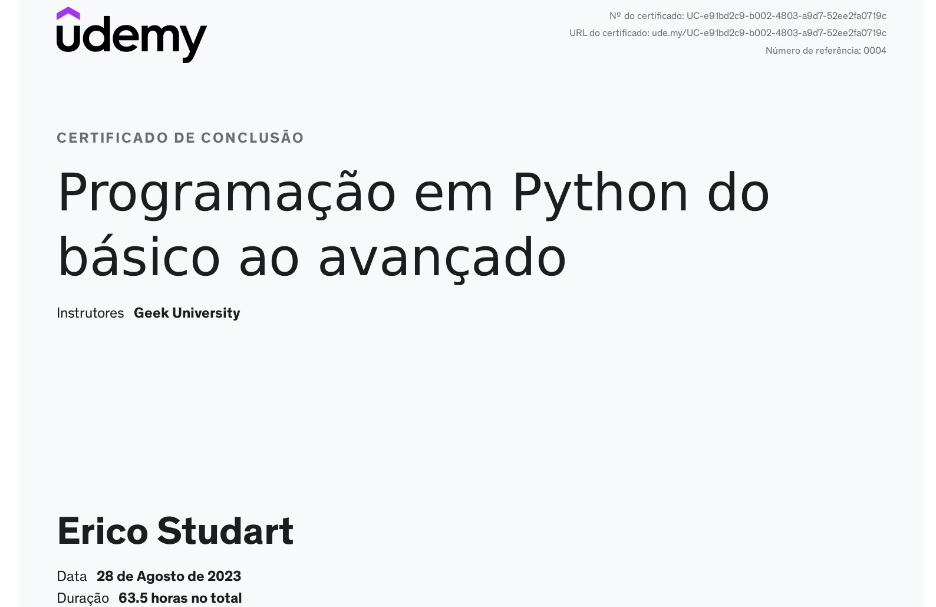 udemy
Nº do certificado: UC-e91bd2c9-b002-4803-a9d7-52ee2fa0719c
URL do certificado: ude.my/UC-e91bd2c9-b002-4803-a9d7-52ee2fa0719c
Número de referência: 0004
CERTIFICADO DE CONCLUSÃO
Programação em Python do
básico ao avançado
Instrutores Geek University
Erico Studart
Data 28 de Agosto de 2023
Duração 63.5 horas no total